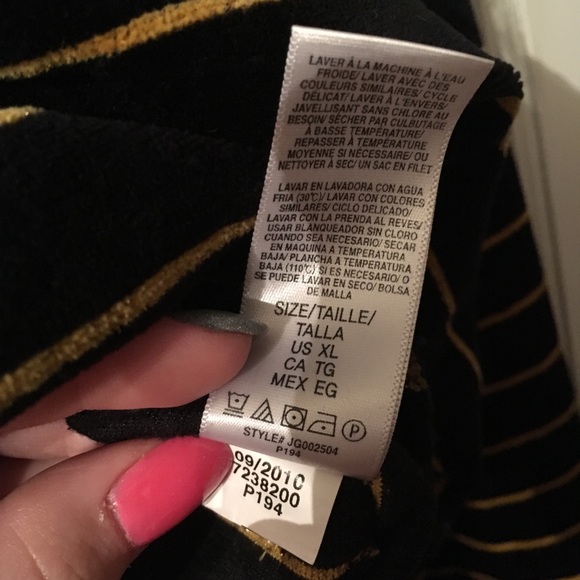 LAVER À LA MACHINE À L'EAU
FROIDE/ LAVER AVEC DES
COULEURS SIMILAIRES/ CYCLE
DÉLICAT/ LAVER À L'ENVERS/
JAVELLISANT SANS CHLORE AU
BESOIN/ SÉCHER PAR CULBUTAGE
À BASSE TEMPÉRATURE/
REPASSER À TEMPÉRATURE
MOYENNE SI NÉCESSAIRE/ OU
NETTOYER À SEC/ UN SAC EN FILET
LAVAR EN LAVADORA CON AGUA
FRIA (30°C)/ LAVAR CON COLORES
SIMILARES/ CICLO DELICADO/
LAVAR CON LA PRENDA AL REVES/
USAR BLANQUEADOR SIN CLORO
CUANDO SEA NECESARIO/ SECAR
EN MAQUINA A TEMPERATURA
BAJA/ PLANCHA A TEMPERATURA
BAJA (110°C) SI ES NECESARIO/ O
SE PUEDE LAVAR EN SECO/ BOLSA
DE MALLA
SIZE/TAILLE/
TALLA
US XL
CA TG
MEX EG
P
STYLE# JG002504
P194
09/2010
7238200
P194